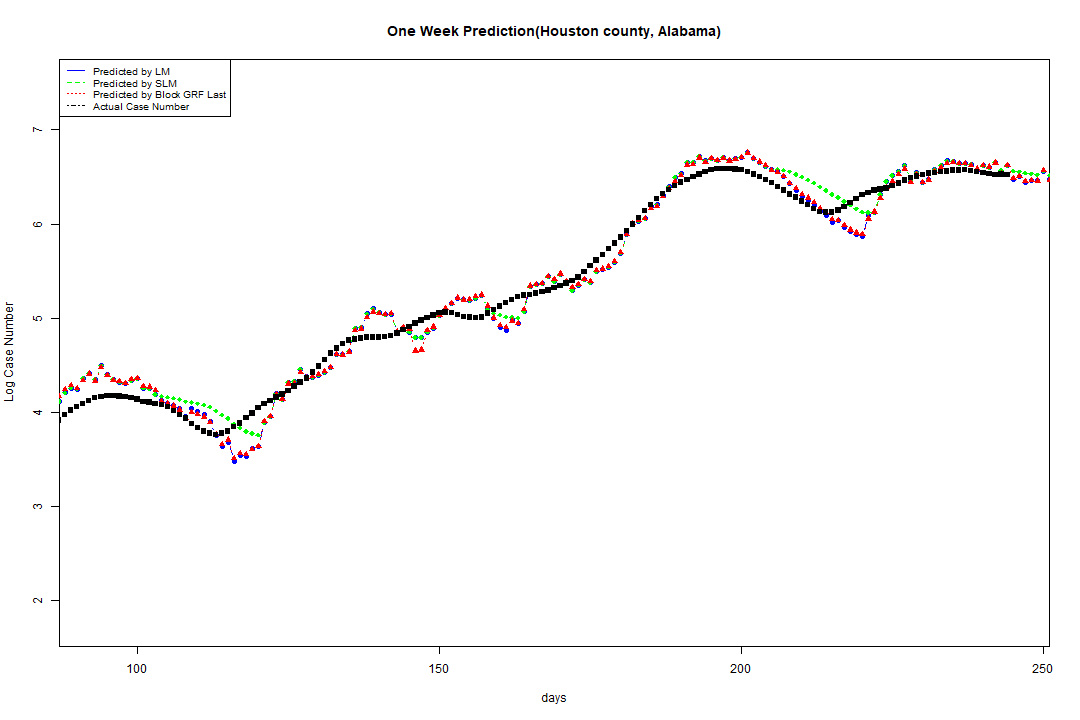 One Week Prediction(Houston county, Alabama)
Predicted by LM
Predicted by SLM
Predicted by Block GRF Last
Actual Case Number
Log Case Number
7
6
5
4
3
2
100 150 200 250
days